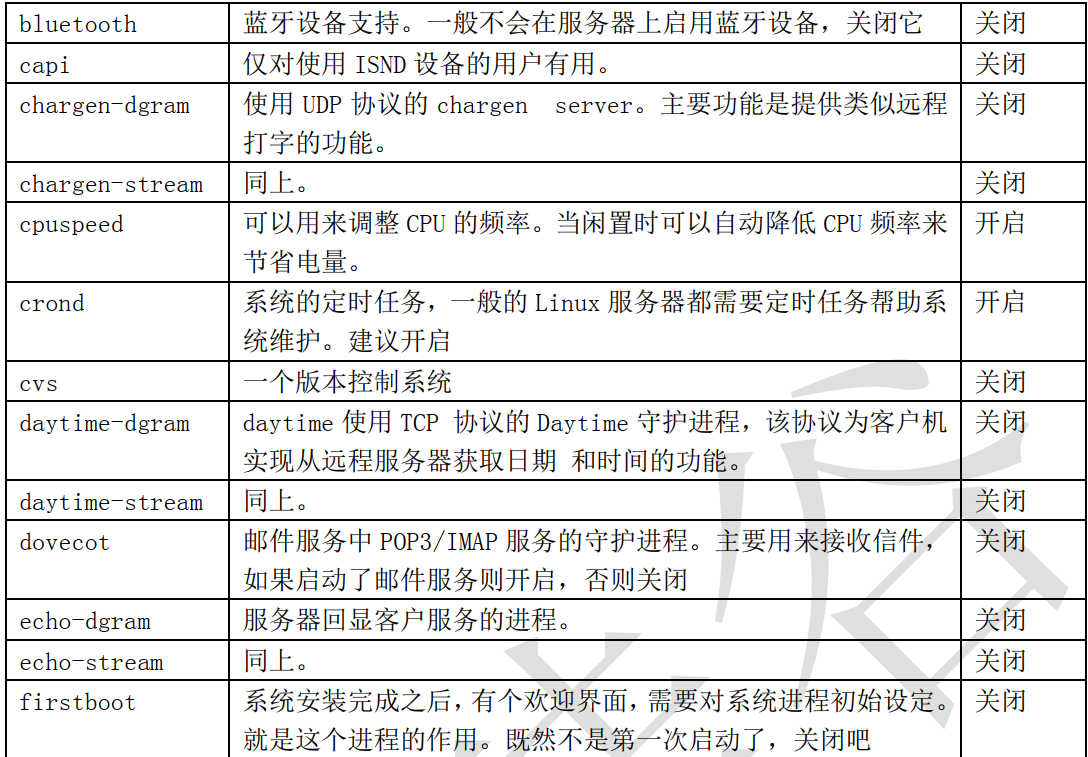 bluetooth 蓝牙设备支持。一般不会在服务器上启用蓝牙设备，关闭它 关闭
capi 仅对使用 ISND 设备的用户有用。 关闭
chargen-dgram 使用 UDP 协议的 chargen server。主要功能是提供类似远程 关闭
打字的功能。
chargen-stream 同上。 关闭
cpuspeed 可以用来调整 CPU 的频率。当闲置时可以自动降低 CPU 频率来 开启
节省电量。
crond 系统的定时任务，一般的 Linux 服务器都需要定时任务帮助系 开启
统维护。建议开启
cvs 一个版本控制系统 关闭
daytime-dgram daytime 使用 TCP 协议的 Daytime 守护进程，该协议为客户机 关闭
实现从远程服务器获取日期 和时间的功能。
daytime-stream 同上。 关闭
dovecot 邮件服务中 POP3/IMAP 服务的守护进程。主要用来接收信件， 关闭
如果启动了邮件服务则开启，否则关闭
echo-dgram 服务器回显客户服务的进程。 关闭
echo-stream 同上。 关闭
firstboot 系统安装完成之后，有个欢迎界面，需要对系统进程初始设定。 关闭
就是这个进程的作用。既然不是第一次启动了，关闭吧